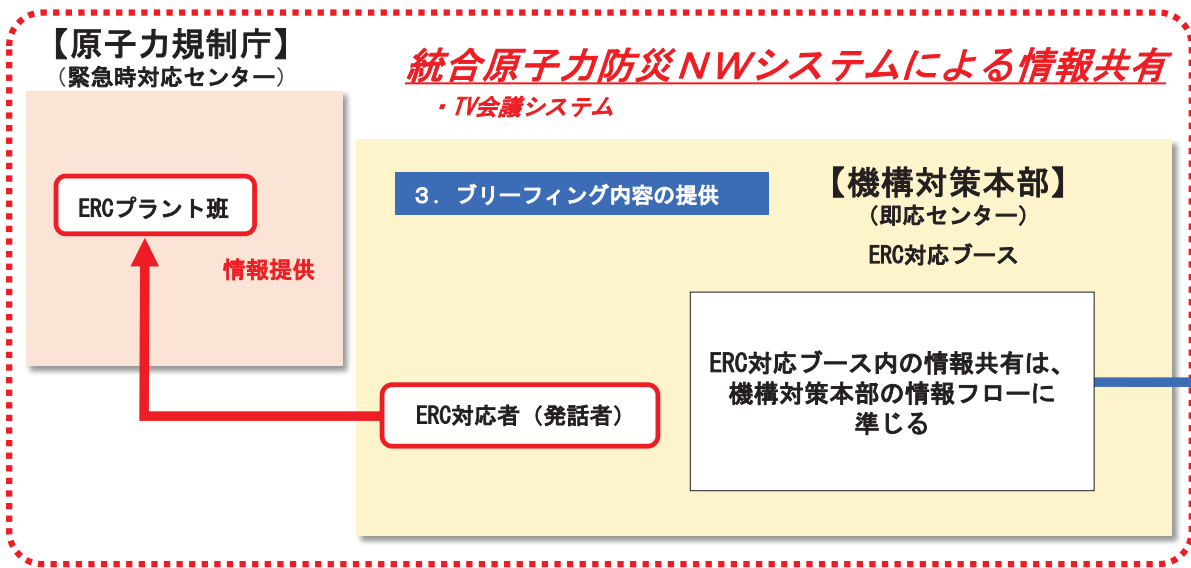 【原子力規制庁】
（緊急時対応センター）
統合原子力防災ＮＷシステムによる情報共有
・TV会議システム
ERCプラント班
情報提供
３．ブリーフィング内容の提供
【機構対策本部】
（即応センター）
ERC対応ブース
ERC対応ブース内の情報共有は、
機構対策本部の情報フローに
準じる
ERC対応者（発話者）